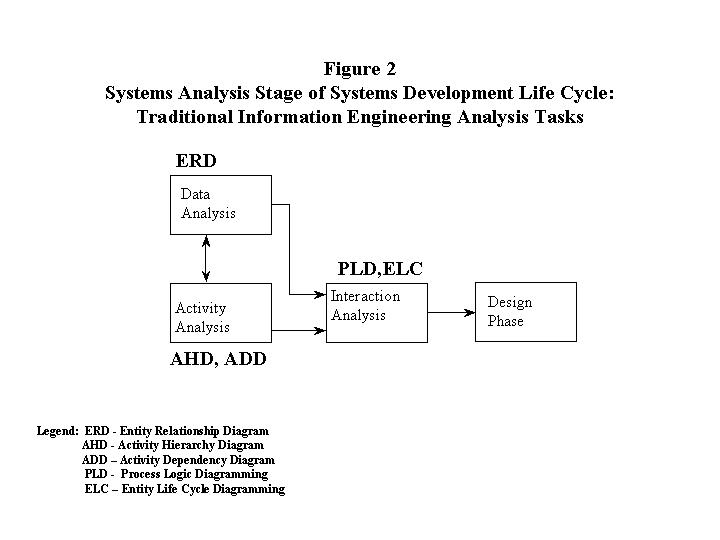 Figure 2
Systems Analysis Stage of Systems Development Life Cycle:
Traditional Information Engineering Analysis Tasks
ERD
Data
Analysis
PLD,ELC
Interaction
Analysis
Design
Phase
Activity
Analysis
AHD, ADD
Legend: ERD - Entity Relationship Diagram
AHD - Activity Hierarchy Diagram
ADD – Activity Dependency Diagram
PLD - Process Logic Diagramming
ELC – Entity Life Cycle Diagramming